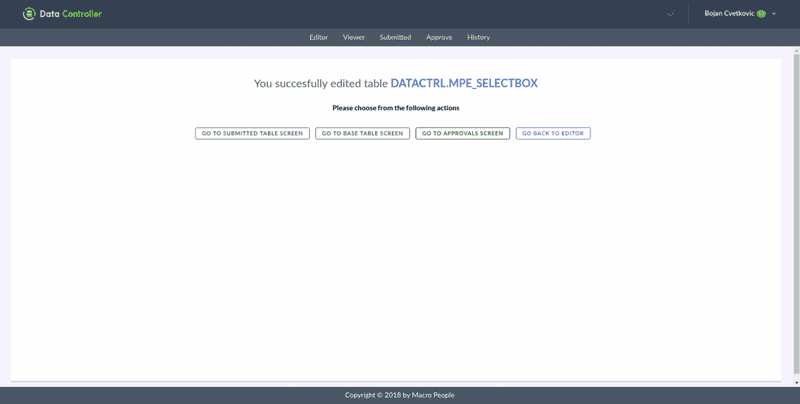 Data Controller
Bojan Cvetkovic
Editor Viewer Submitted Approve History
You succesfully edited table DATACTRL.MPE_SELECTBOX
Please choose from the following actions
GO TO SUBMITTED TABLE SCREEN GO TO BASE TABLE SCREEN GO TO APPROVALS SCREEN GO BACK TO EDITOR
Copyright © 2018 by Macro People